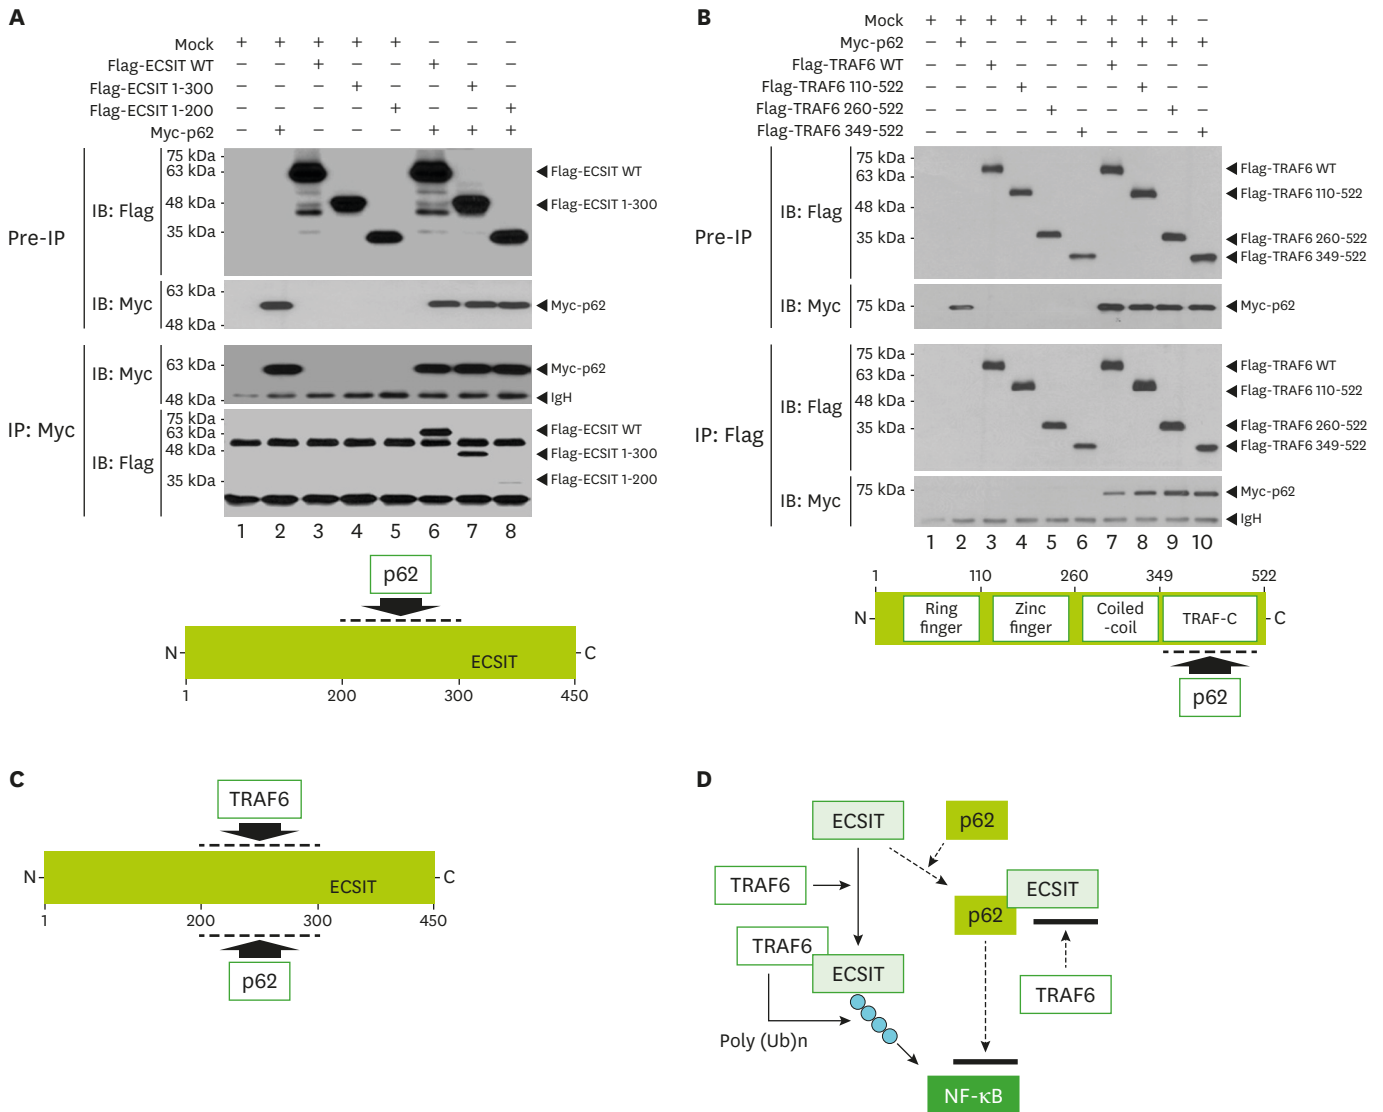 A
Mock + + + + + − − −
Flag-ECSIT WT − − + − − + − −
Flag-ECSIT 1-300 − − − + − − + −
Flag-ECSIT 1-200 − − − − + − − +
Myc-p62 − + − − − + + +
Pre-IP
IB: Flag
75 kDa
63 kDa
48 kDa
35 kDa
Flag-ECSIT WT
Flag-ECSIT 1-300
IB: Myc
63 kDa
48 kDa
Myc-p62
IP: Myc
IB: Myc
63 kDa
48 kDa
Myc-p62
IgH
IB: Flag
75 kDa
63 kDa
48 kDa
35 kDa
Flag-ECSIT WT
Flag-ECSIT 1-300
Flag-ECSIT 1-200
1 2 3 4 5 6 7 8
p62
N C
ECSIT
1 200 300 450
B
Mock + + + + + + + + + −
Myc-p62 − + − − − − + + + +
Flag-TRAF6 WT − − + − − − + − − −
Flag-TRAF6 110-522 − − − + − − − + − −
Flag-TRAF6 260-522 − − − − + − − − + −
Flag-TRAF6 349-522 − − − − − + − − − +
Pre-IP
IB: Flag
75 kDa
63 kDa
48 kDa
35 kDa
Flag-TRAF6 WT
Flag-TRAF6 110-522
Flag-TRAF6 260-522
Flag-TRAF6 349-522
IB: Myc
75 kDa
Myc-p62
IP: Flag
IB: Flag
75 kDa
63 kDa
48 kDa
35 kDa
Flag-TRAF6 WT
Flag-TRAF6 110-522
Flag-TRAF6 260-522
Flag-TRAF6 349-522
IB: Myc
75 kDa
Myc-p62
IgH
1 2 3 4 5 6 7 8 9 10
1 110 260 349 522
N C
Ring
finger
Zinc
finger
Coiled
-coil
TRAF-C
p62
C
TRAF6
N C
ECSIT
1 200 300 450
p62
D
ECSIT
p62
TRAF6
ECSIT
p62
TRAF6
ECSIT
TRAF6
Poly (Ub)n
NF-κB